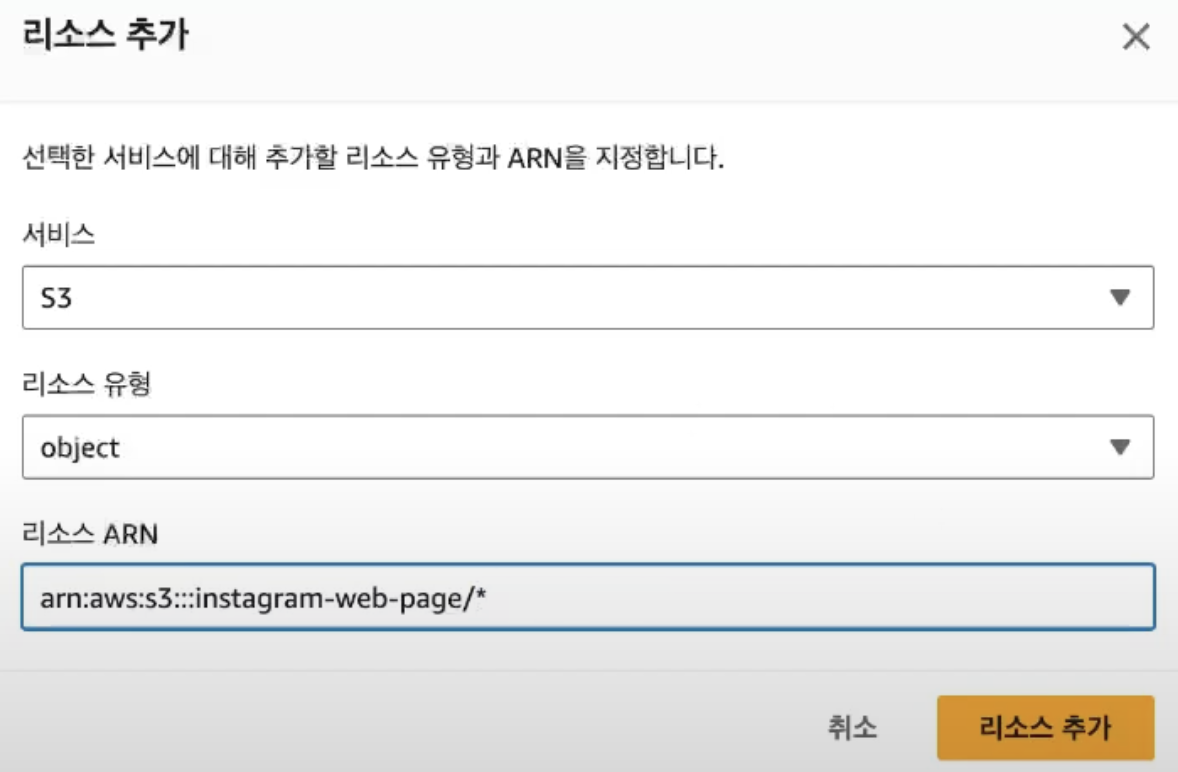 리소스 추가
선택한 서비스에 대해 추가할 리소스 유형과 ARN을 지정합니다.
서비스
S3
리소스 유형
object
리소스 ARN
arn:aws:s3:::instagram-web-page/*
취소
리소스 추가